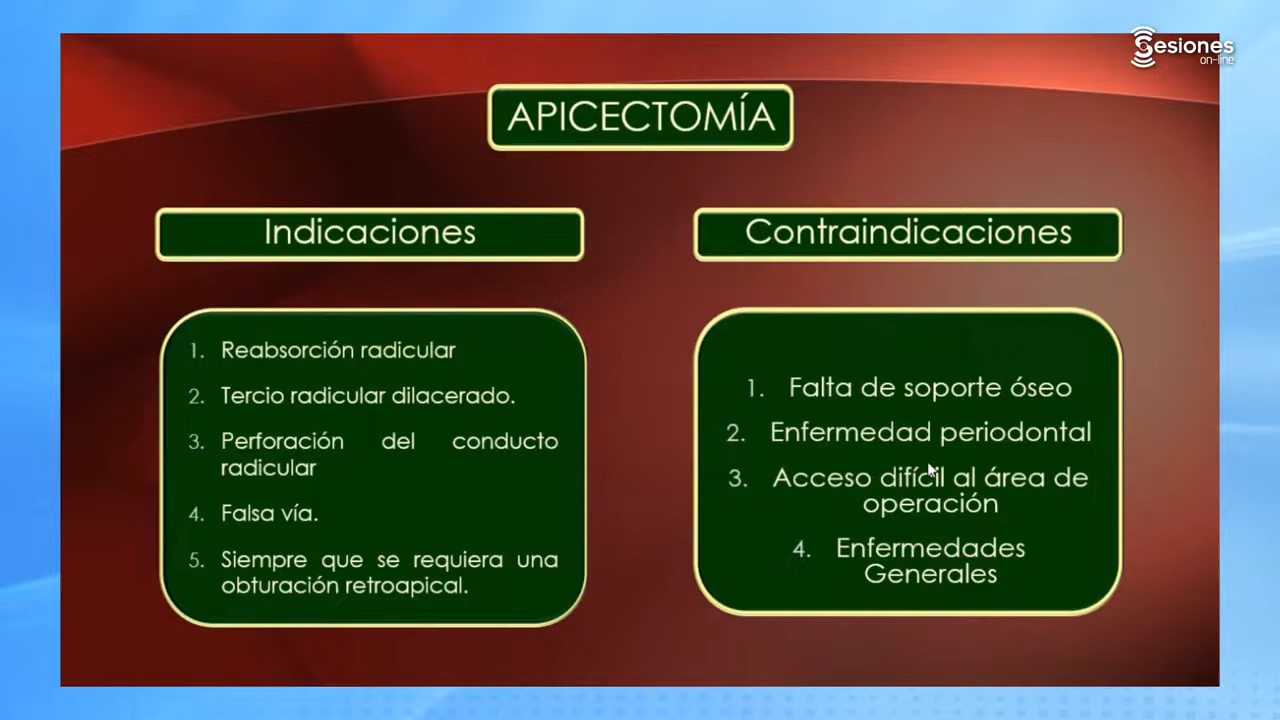 Sesiones
on-line
APICECTOMÍA
Indicaciones
1. Reabsorción radicular
2. Tercio radicular dilacerado.
3. Perforación del conducto
radicular
4. Falsa vía.
5. Siempre que se requiera una
obturación retroapical.
Contraindicaciones
1. Falta de soporte óseo
2. Enfermedad periodontal
3. Acceso difícil al área de
operación
4. Enfermedades
Generales